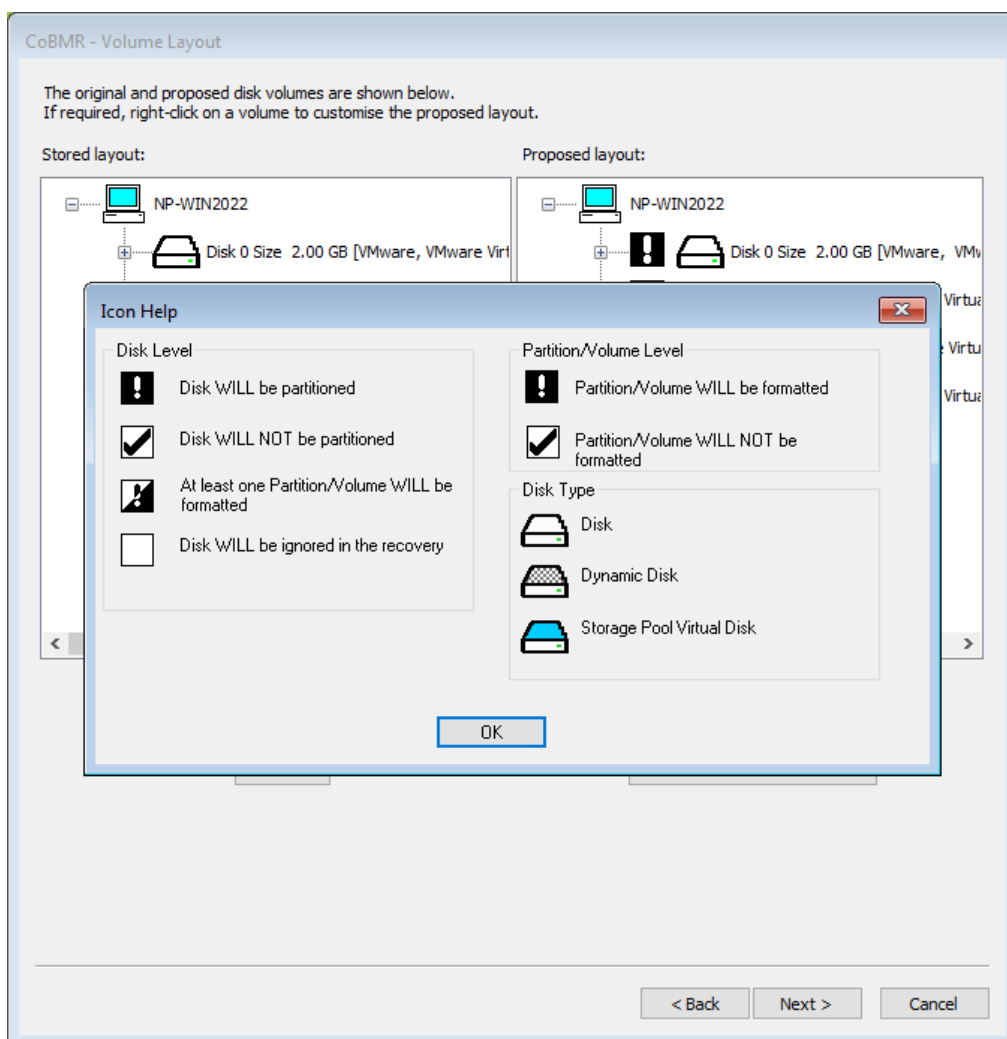 CoBMR - Volume Layout
The original and proposed disk volumes are shown below.
If required, right-click on a volume to customise the proposed layout.
Stored layout:
Proposed layout:
NP-WIN2022
NP-WIN2022
Disk 0 Size 2.00 GB [VMware, VMware Virt
Disk 0 Size 2.00 GB [VMware, VMw
Virtua
Virtu
Virtua
Icon Help
Disk Level
Disk WILL be partitioned
Disk WILL NOT be partitioned
At least one Partition/Volume WILL be
formatted
Disk WILL be ignored in the recovery
Partition/Volume Level
Partition/Volume WILL be formatted
Partition/Volume WILL NOT be
formatted
Disk Type
Disk
Dynamic Disk
Storage Pool Virtual Disk
OK
< Back
Next >
Cancel